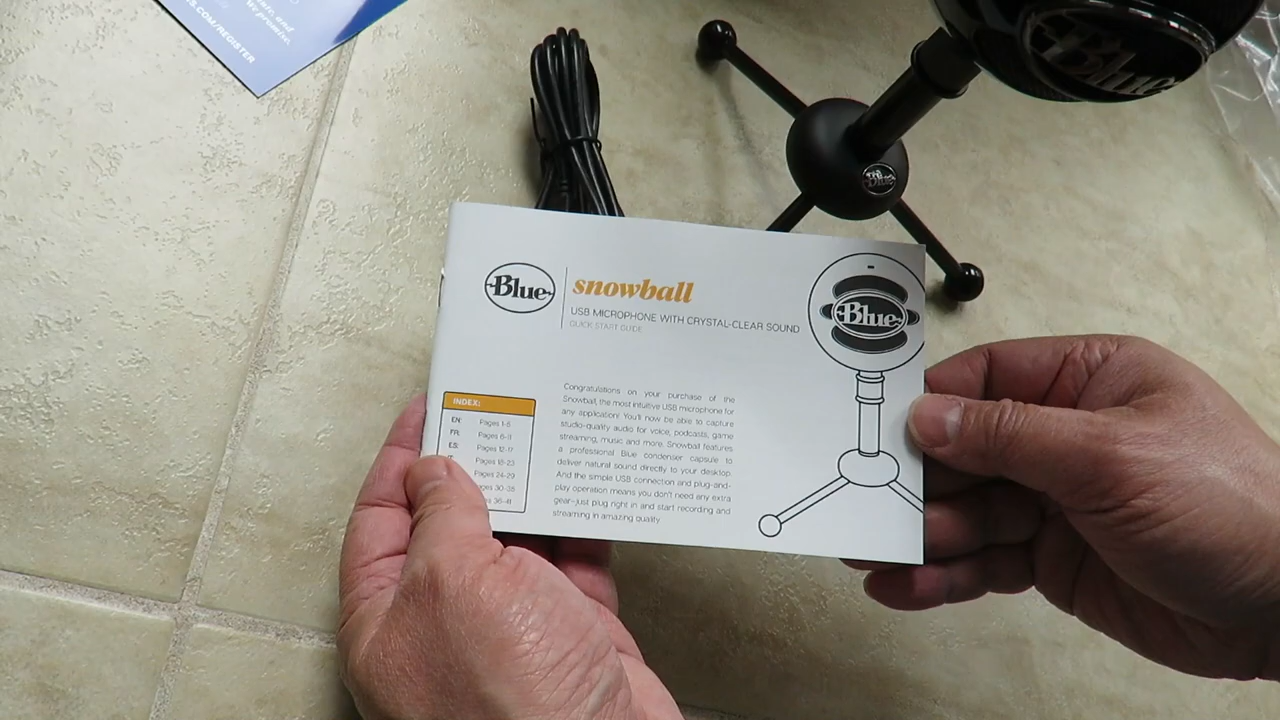 S.COM/REGISTER
Blue
Blue
Blue
snowball
USB MICROPHONE WITH CRYSTAL-CLEAR SOUND
QUICK START GUIDE
Blue
INDEX:
EN: Pages 1-5
FR: Pages 6-11
ES: Pages 12-17
Pages 18-23
Pages 24-29
Pages 30-35
36-41
Congratulations on your purchase of the
Snowball, the most intuitive USB microphone for
any application! You'll now be able to capture
studio-quality audio for voice, podcasts, game
streaming, music and more. Snowball features
a professional Blue condenser capsule to
deliver natural sound directly to your desktop.
And the simple USB connection and plug-and-
play operation means you don't need any extra
gear—just plug right in and start recording and
streaming in amazing quality.